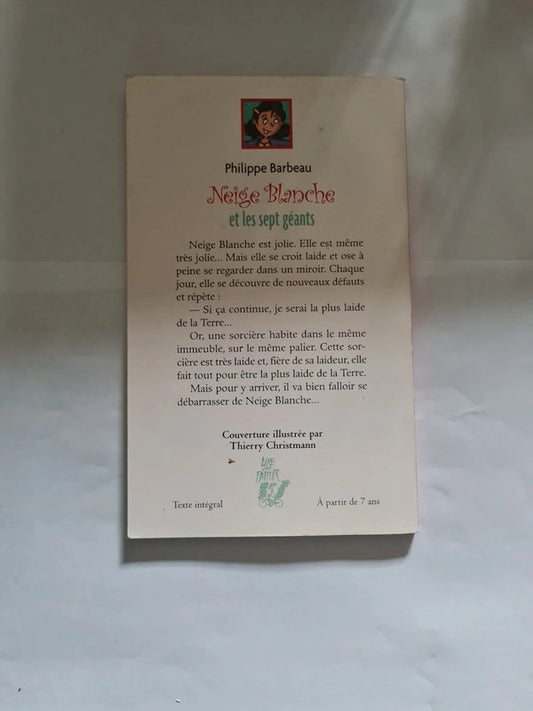 Philippe Barbeau
Neige Blanche
et les sept géants
Neige Blanche est jolie. Elle est même
très jolie... Mais elle se croit laide et ose à
peine se regarder dans un miroir. Chaque
jour, elle se découvre de nouveaux défauts
et répète :
— Si ça continue, je serai la plus laide
de la Terre...
Or, une sorcière habite dans le même
immeuble, sur le même palier. Cette sor-
cière est très laide et, fière de sa laideur, elle
fait tout pour être la plus laide de la Terre.
Mais pour y arriver, il va bien falloir se
débarrasser de Neige Blanche...
Couverture illustrée par
Thierry Christmann
LIRE
PARTIR
Texte intégral
À partir de 7 ans